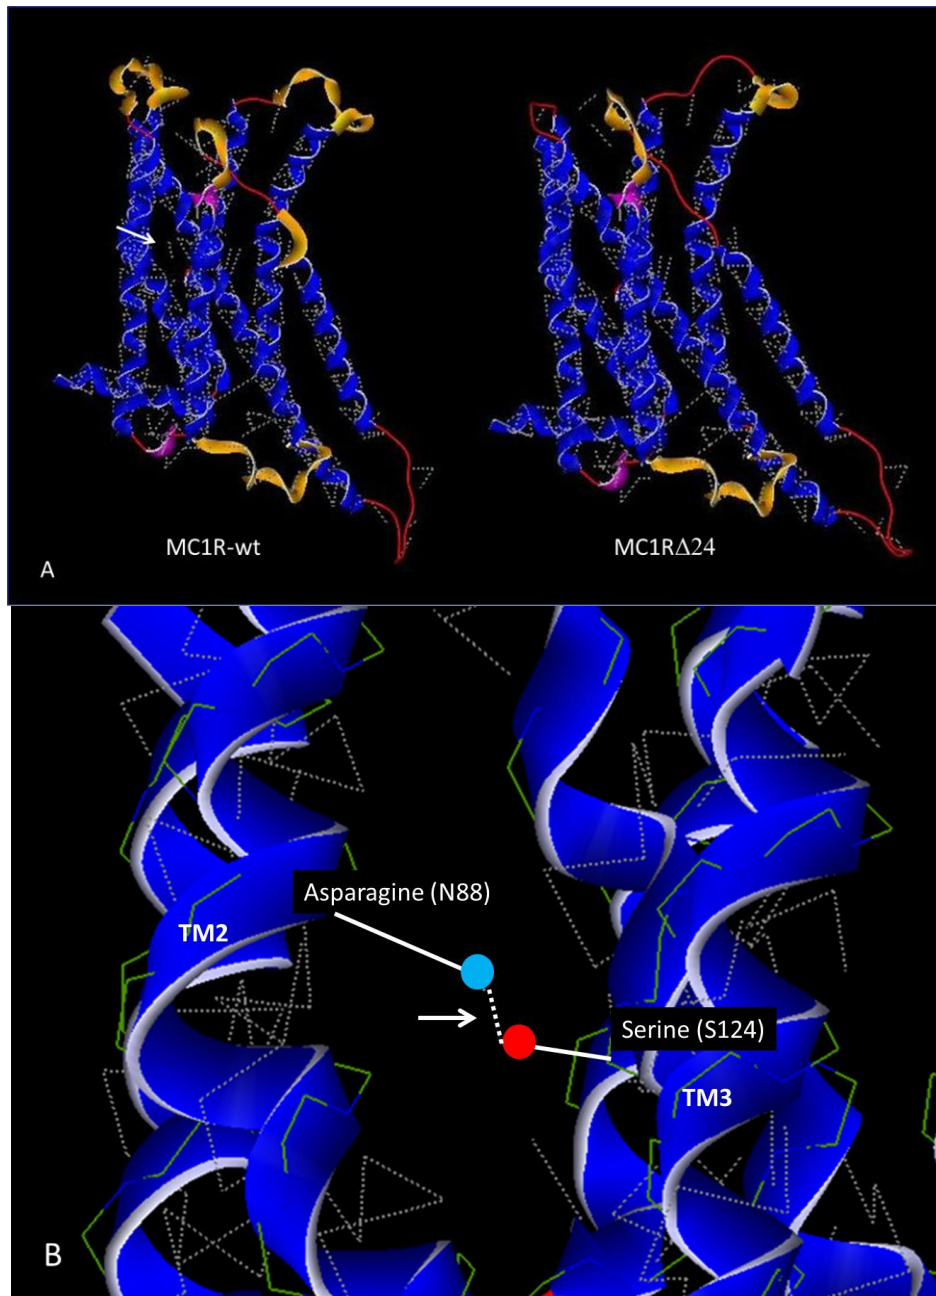 MC1R-wt
MC1RΔ24
A
Asparagine (N88)
TM2
Serine (S124)
TM3
B